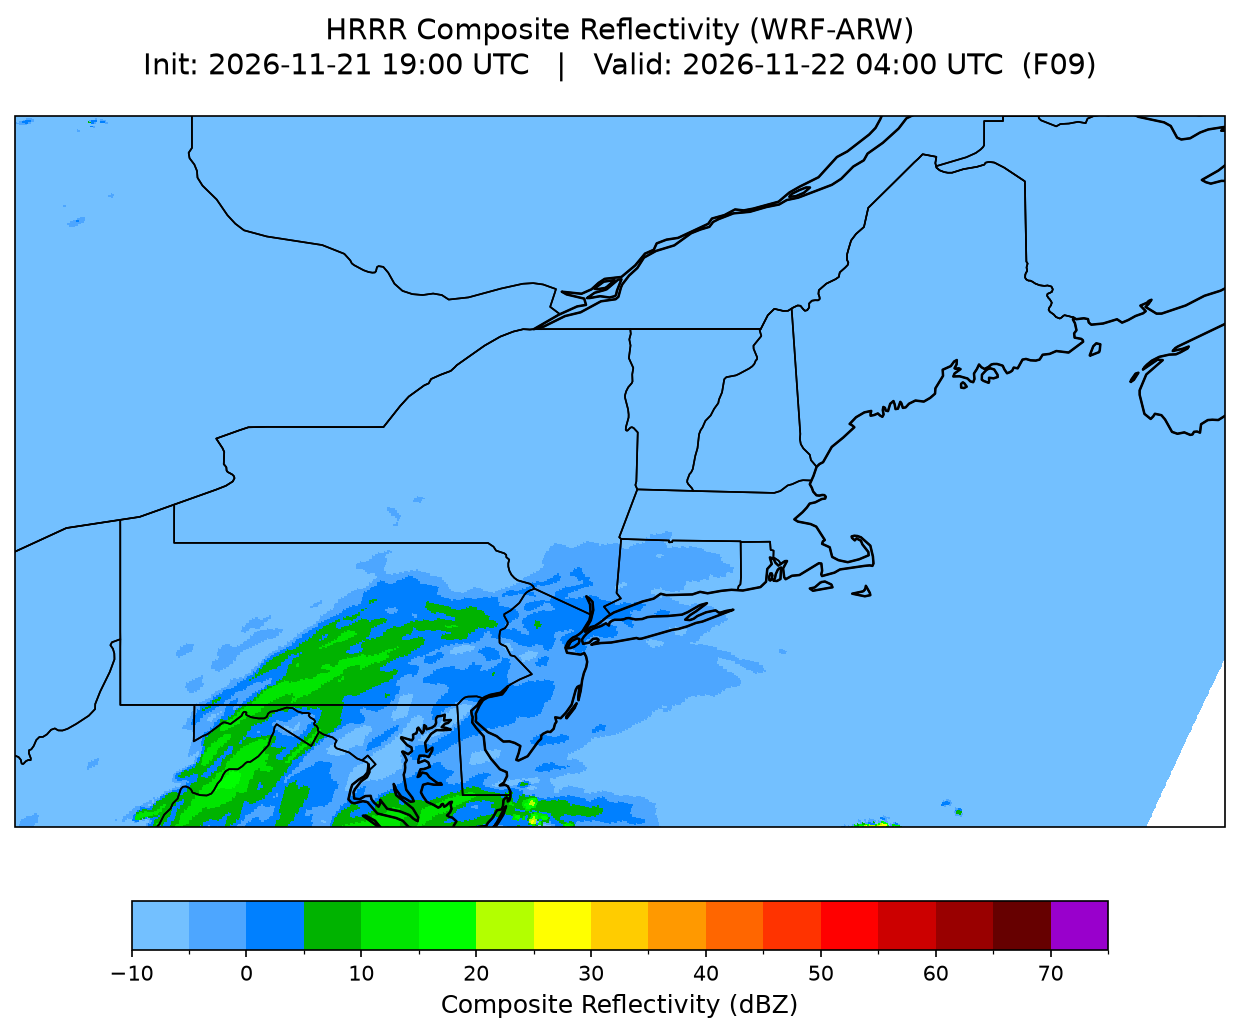 HRRR Composite Reflectivity (WRF-ARW)
Init: 2026-11-21 19:00 UTC | Valid: 2026-11-22 04:00 UTC (F09)
−10 0 10 20 30 40 50 60 70
Composite Reflectivity (dBZ)